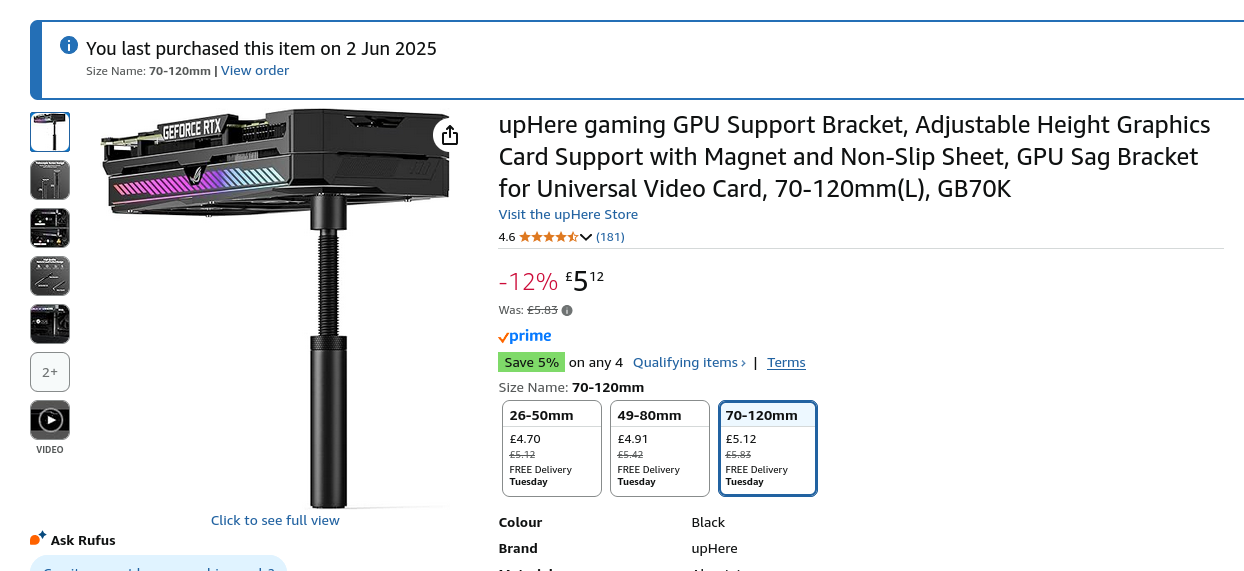 You last purchased this item on 2 Jun 2025
Size Name: 70-120mm | View order
GEFORCE RTX
upHere gaming GPU Support Bracket, Adjustable Height Graphics
Card Support with Magnet and Non-Slip Sheet, GPU Sag Bracket
for Universal Video Card, 70-120mm(L), GB70K
Visit the upHere Store
4.6 (181)
-12% £512
Was: £5.83
prime
Save 5% on any 4 Qualifying items › | Terms
Size Name: 70-120mm
26-50mm 49-80mm 70-120mm
£4.70 £4.91 £5.12
£5.12 £5.42 £5.83
FREE Delivery FREE Delivery FREE Delivery
Tuesday Tuesday Tuesday
2+
VIDEO
Click to see full view
Ask Rufus
Colour Black
Brand upHere